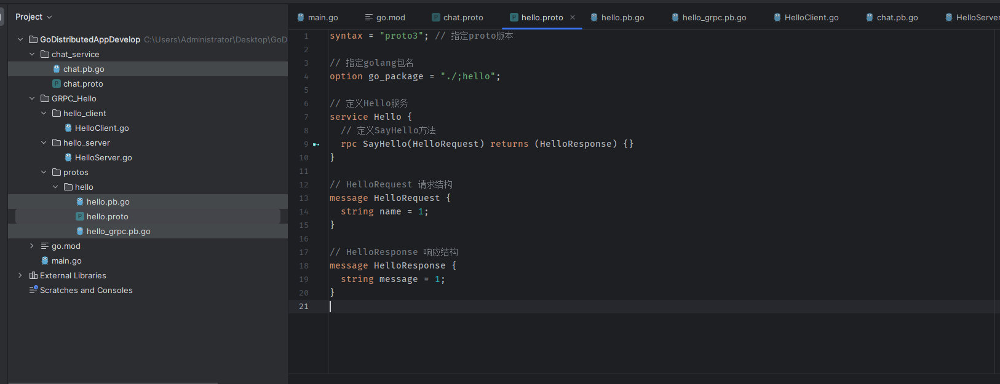 Project
main.go
go.mod
chat.proto
hello.proto
hello.pb.go
hello_grpc.pb.go
HelloClient.go
chat.pb.go
HelloServer
GoDistributedAppDevelop C:\Users\Administrator\Desktop\GoD
chat_service
chat.pb.go
chat.proto
GRPC_Hello
hello_client
HelloClient.go
hello_server
HelloServer.go
protos
hello
hello.pb.go
hello.proto
hello_grpc.pb.go
go.mod
main.go
External Libraries
Scratches and Consoles
1 syntax = "proto3"; // 指定proto版本
2
3 // 指定golang包名
4 option go_package = "./;hello";
5
6 // 定义Hello服务
7 service Hello {
8 // 定义SayHello方法
9 rpc SayHello(HelloRequest) returns (HelloResponse) {}
10 }
11
12 // HelloRequest 请求结构
13 message HelloRequest {
14 string name = 1;
15 }
16
17 // HelloResponse 响应结构
18 message HelloResponse {
19 string message = 1;
20 }
21